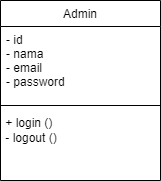 Admin
- id
- nama
- email
- password
+ login ()
- logout ()